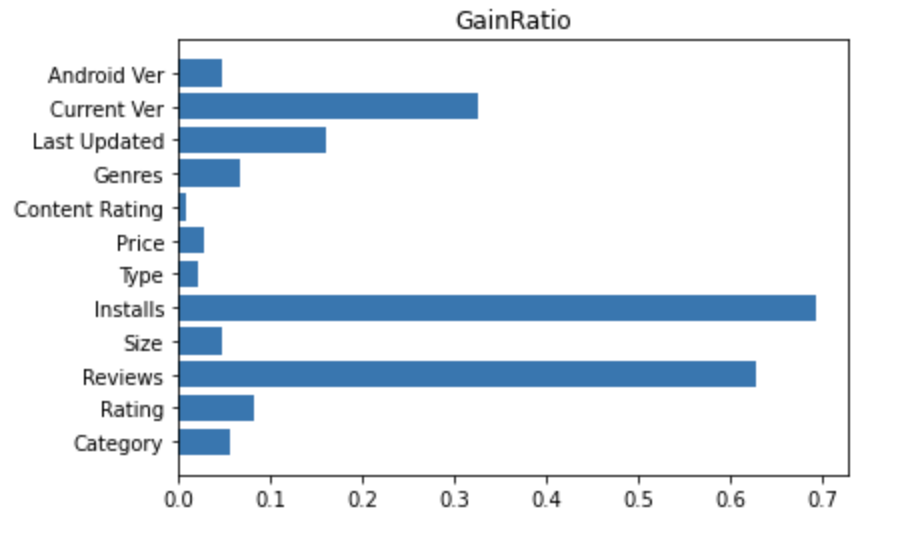 GainRatio
Android Ver
Current Ver
Last Updated
Genres
Content Rating
Price
Type
Installs
Size
Reviews
Rating
Category
0.0 0.1 0.2 0.3 0.4 0.5 0.6 0.7